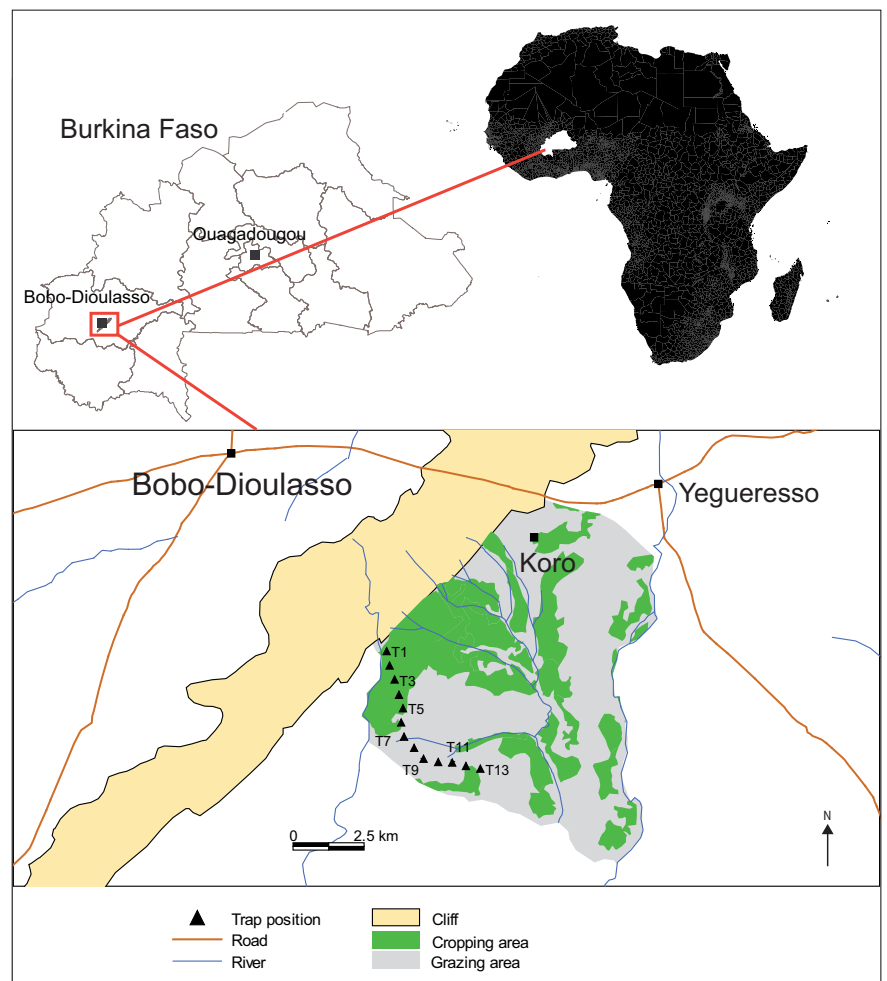 Burkina Faso
Ouagadougou
Bobo-Dioulasso
Bobo-Dioulasso
Yegueresso
Koro
T1
T3
T5
T7
T11
T9
T13
0 2.5 km
N
Trap position
Road
River
Cliff
Cropping area
Grazing area